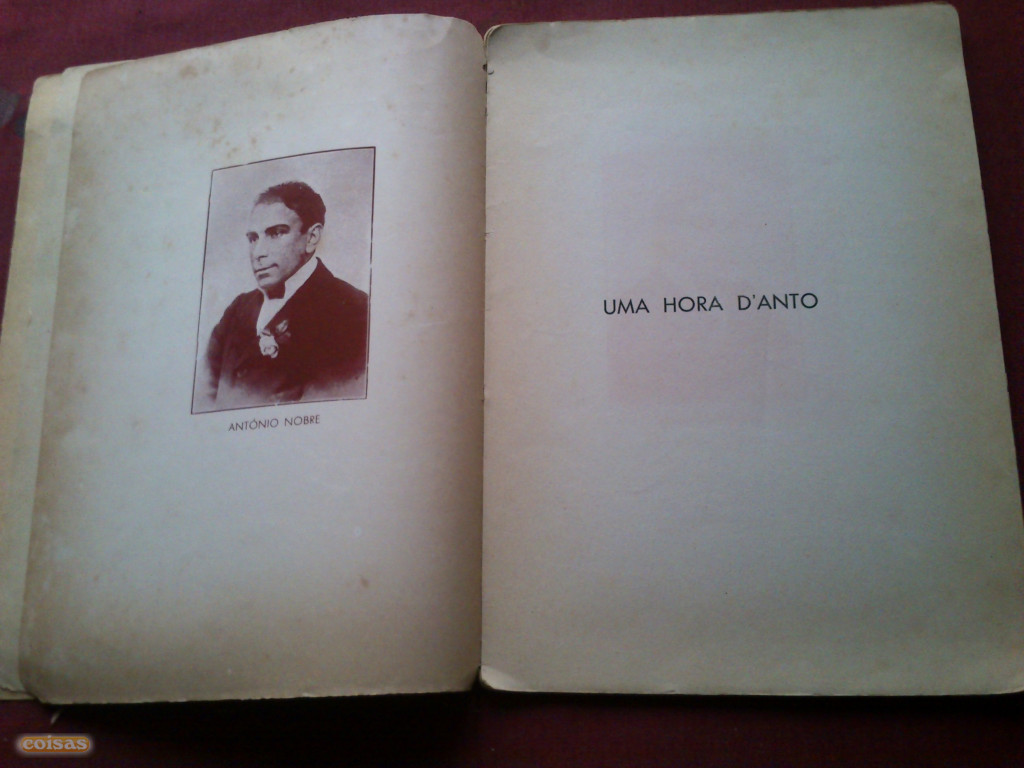 ANTÓNIO NOBRE
UMA HORA D'ANTO
coisas